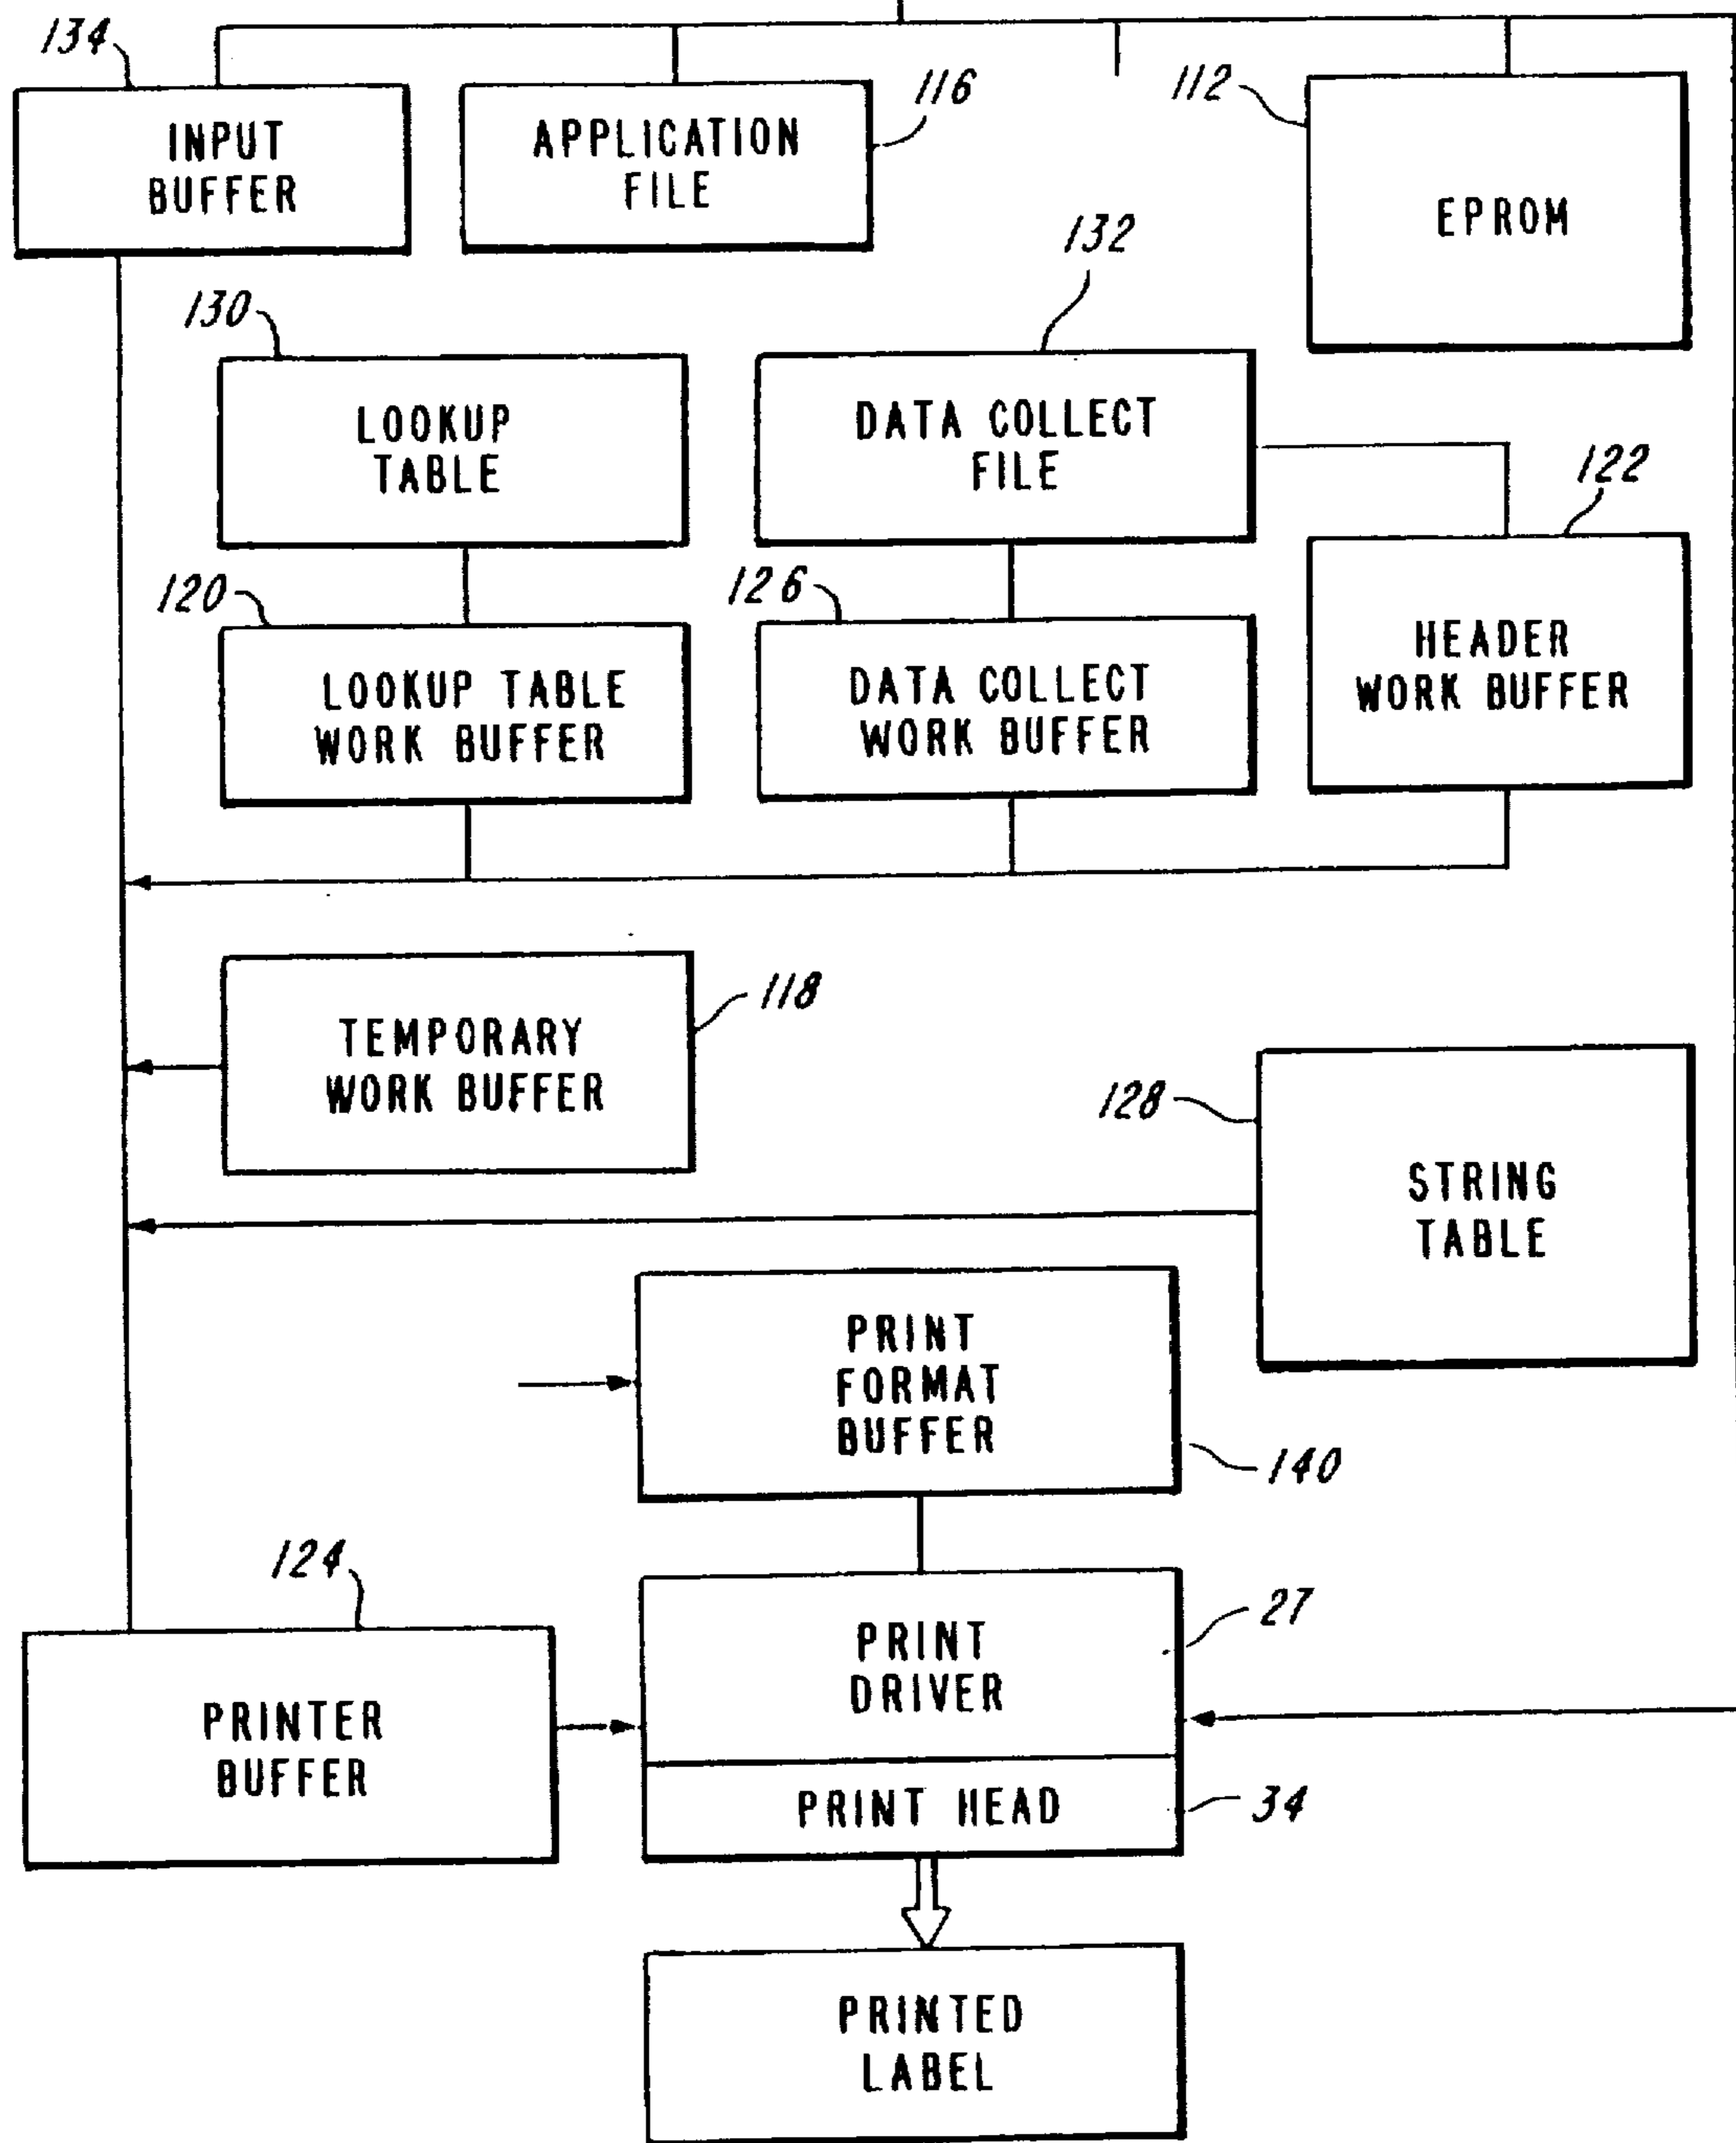 134
INPUT
BUFFER
APPLICATION
FILE
116
112
EPROM
130
LOOKUP
TABLE
132
DATA COLLECT
FILE
122
HEADER
WORK BUFFER
120
LOOKUP TABLE
WORK BUFFER
126
DATA COLLECT
WORK BUFFER
TEMPORARY
WORK BUFFER
118
128
STRING
TABLE
PRINT
FORMAT
BUFFER
140
124
PRINTER
BUFFER
PRINT
DRIVER
27
PRINT HEAD
34
PRINTED
LABEL